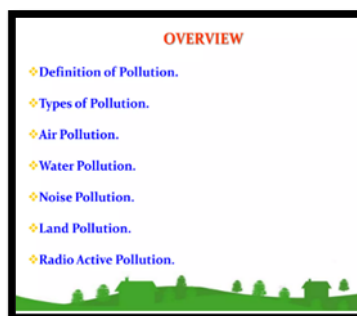 OVERVIEW
Definition of Pollution.
Types of Pollution.
Air Pollution.
Water Pollution.
Noise Pollution.
Land Pollution.
Radio Active Pollution.